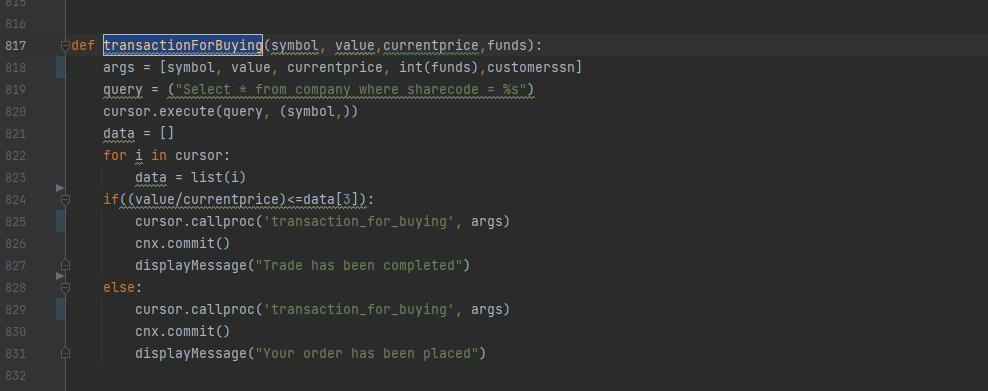 815
816
817 def transactionForBuying(symbol, value,currentprice,funds):
818 args = [symbol, value, currentprice, int(funds),customerssn]
819 query = ("Select * from company where sharecode = %s")
820 cursor.execute(query, (symbol,))
821 data = []
822 for i in cursor:
823 data = list(i)
824 if((value/currentprice)<=data[3]):
825 cursor.callproc('transaction_for_buying', args)
826 cnx.commit()
827 displayMessage("Trade has been completed")
828 else:
829 cursor.callproc('transaction_for_buying', args)
830 cnx.commit()
831 displayMessage("Your order has been placed")
832